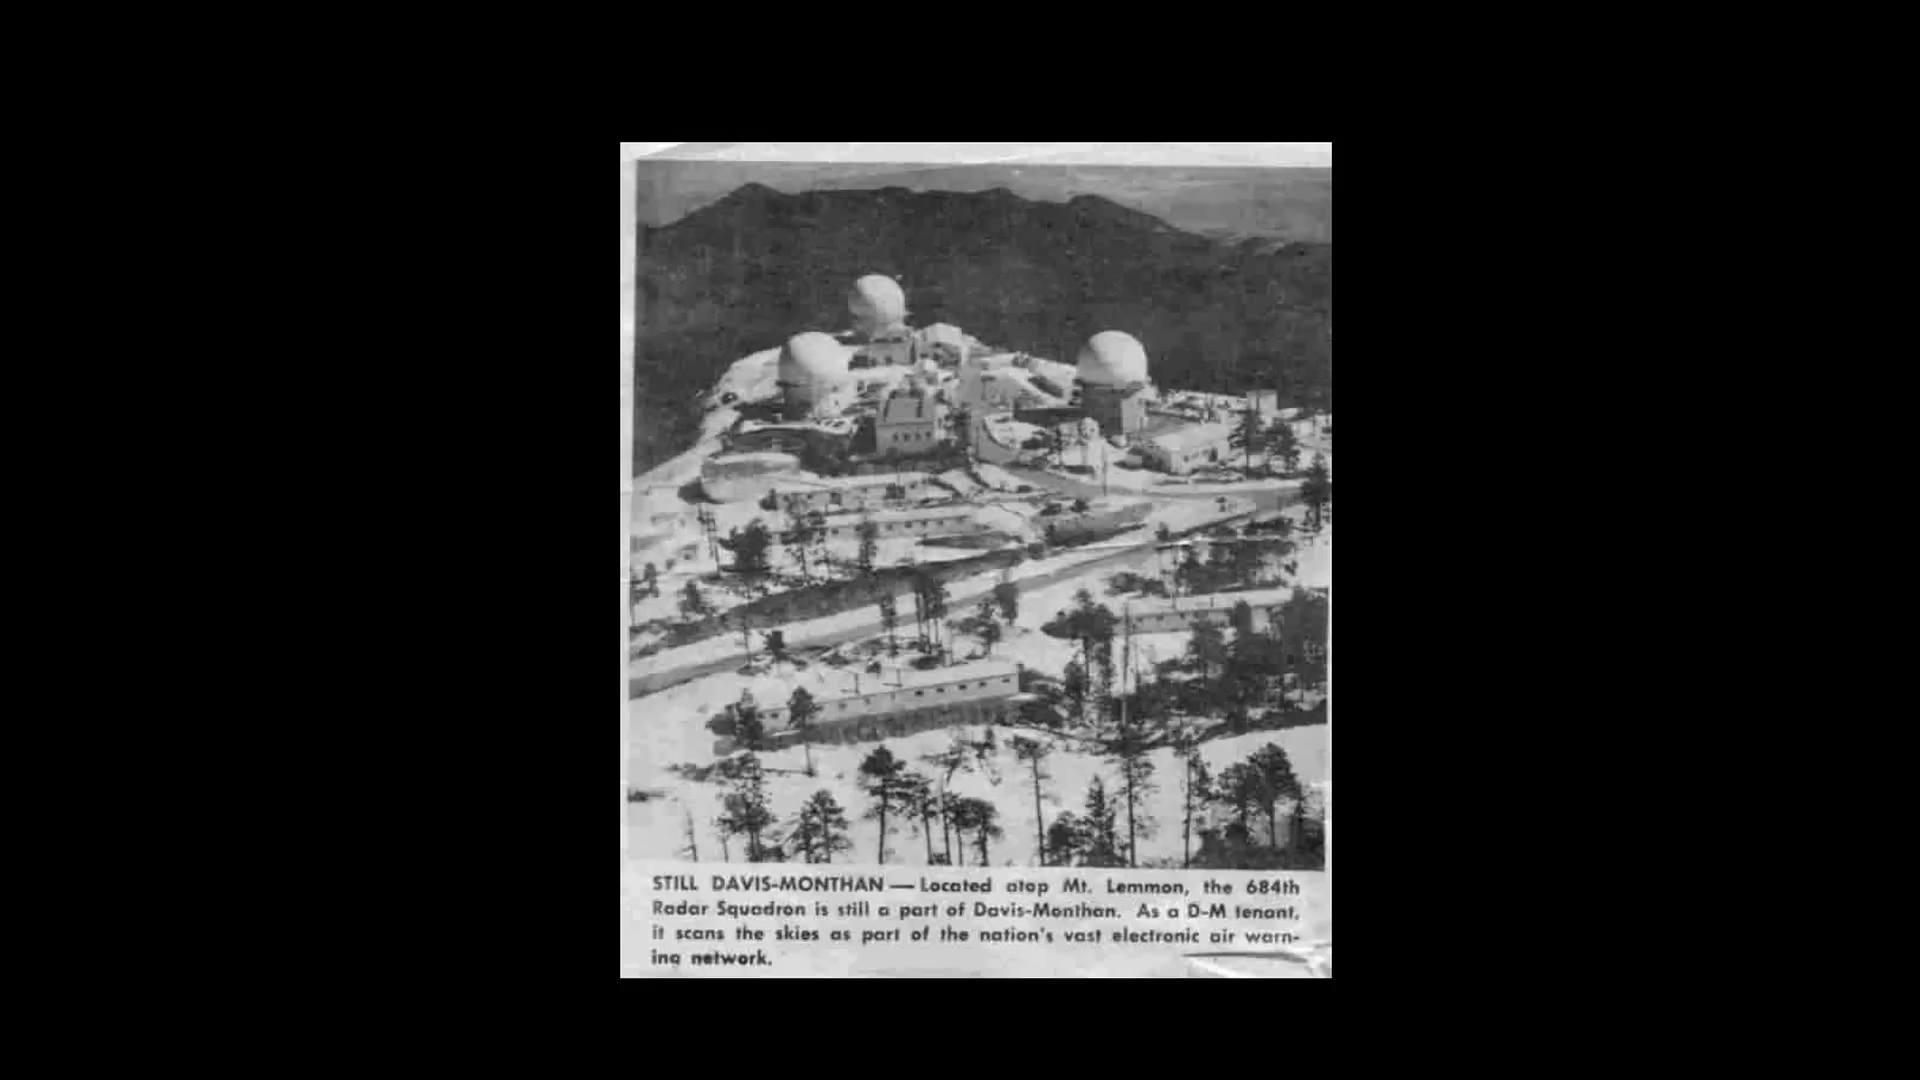 STILL DAVIS-MONTHAN — Located atop Mt. Lemmon, the 684th
Radar Squadron is still a part of Davis-Monthan. As a D-M tenant,
it scans the skies as part of the nation's vast electronic air warn-
ing network.